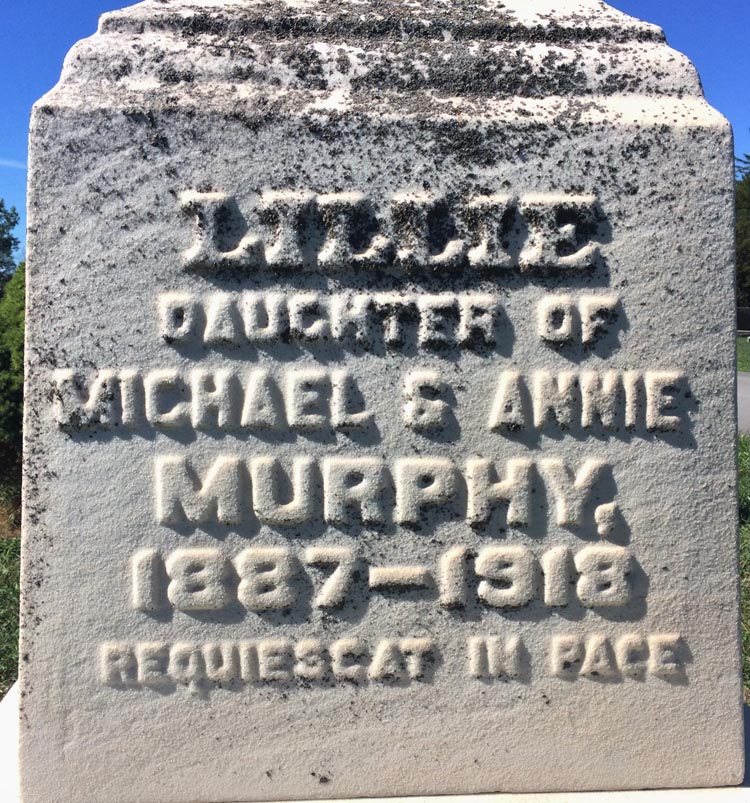 LILLIE
DAUGHTER OF
MICHAEL & ANNIE
MURPHY.
1887–1918
REQUIESCAT IN PACE